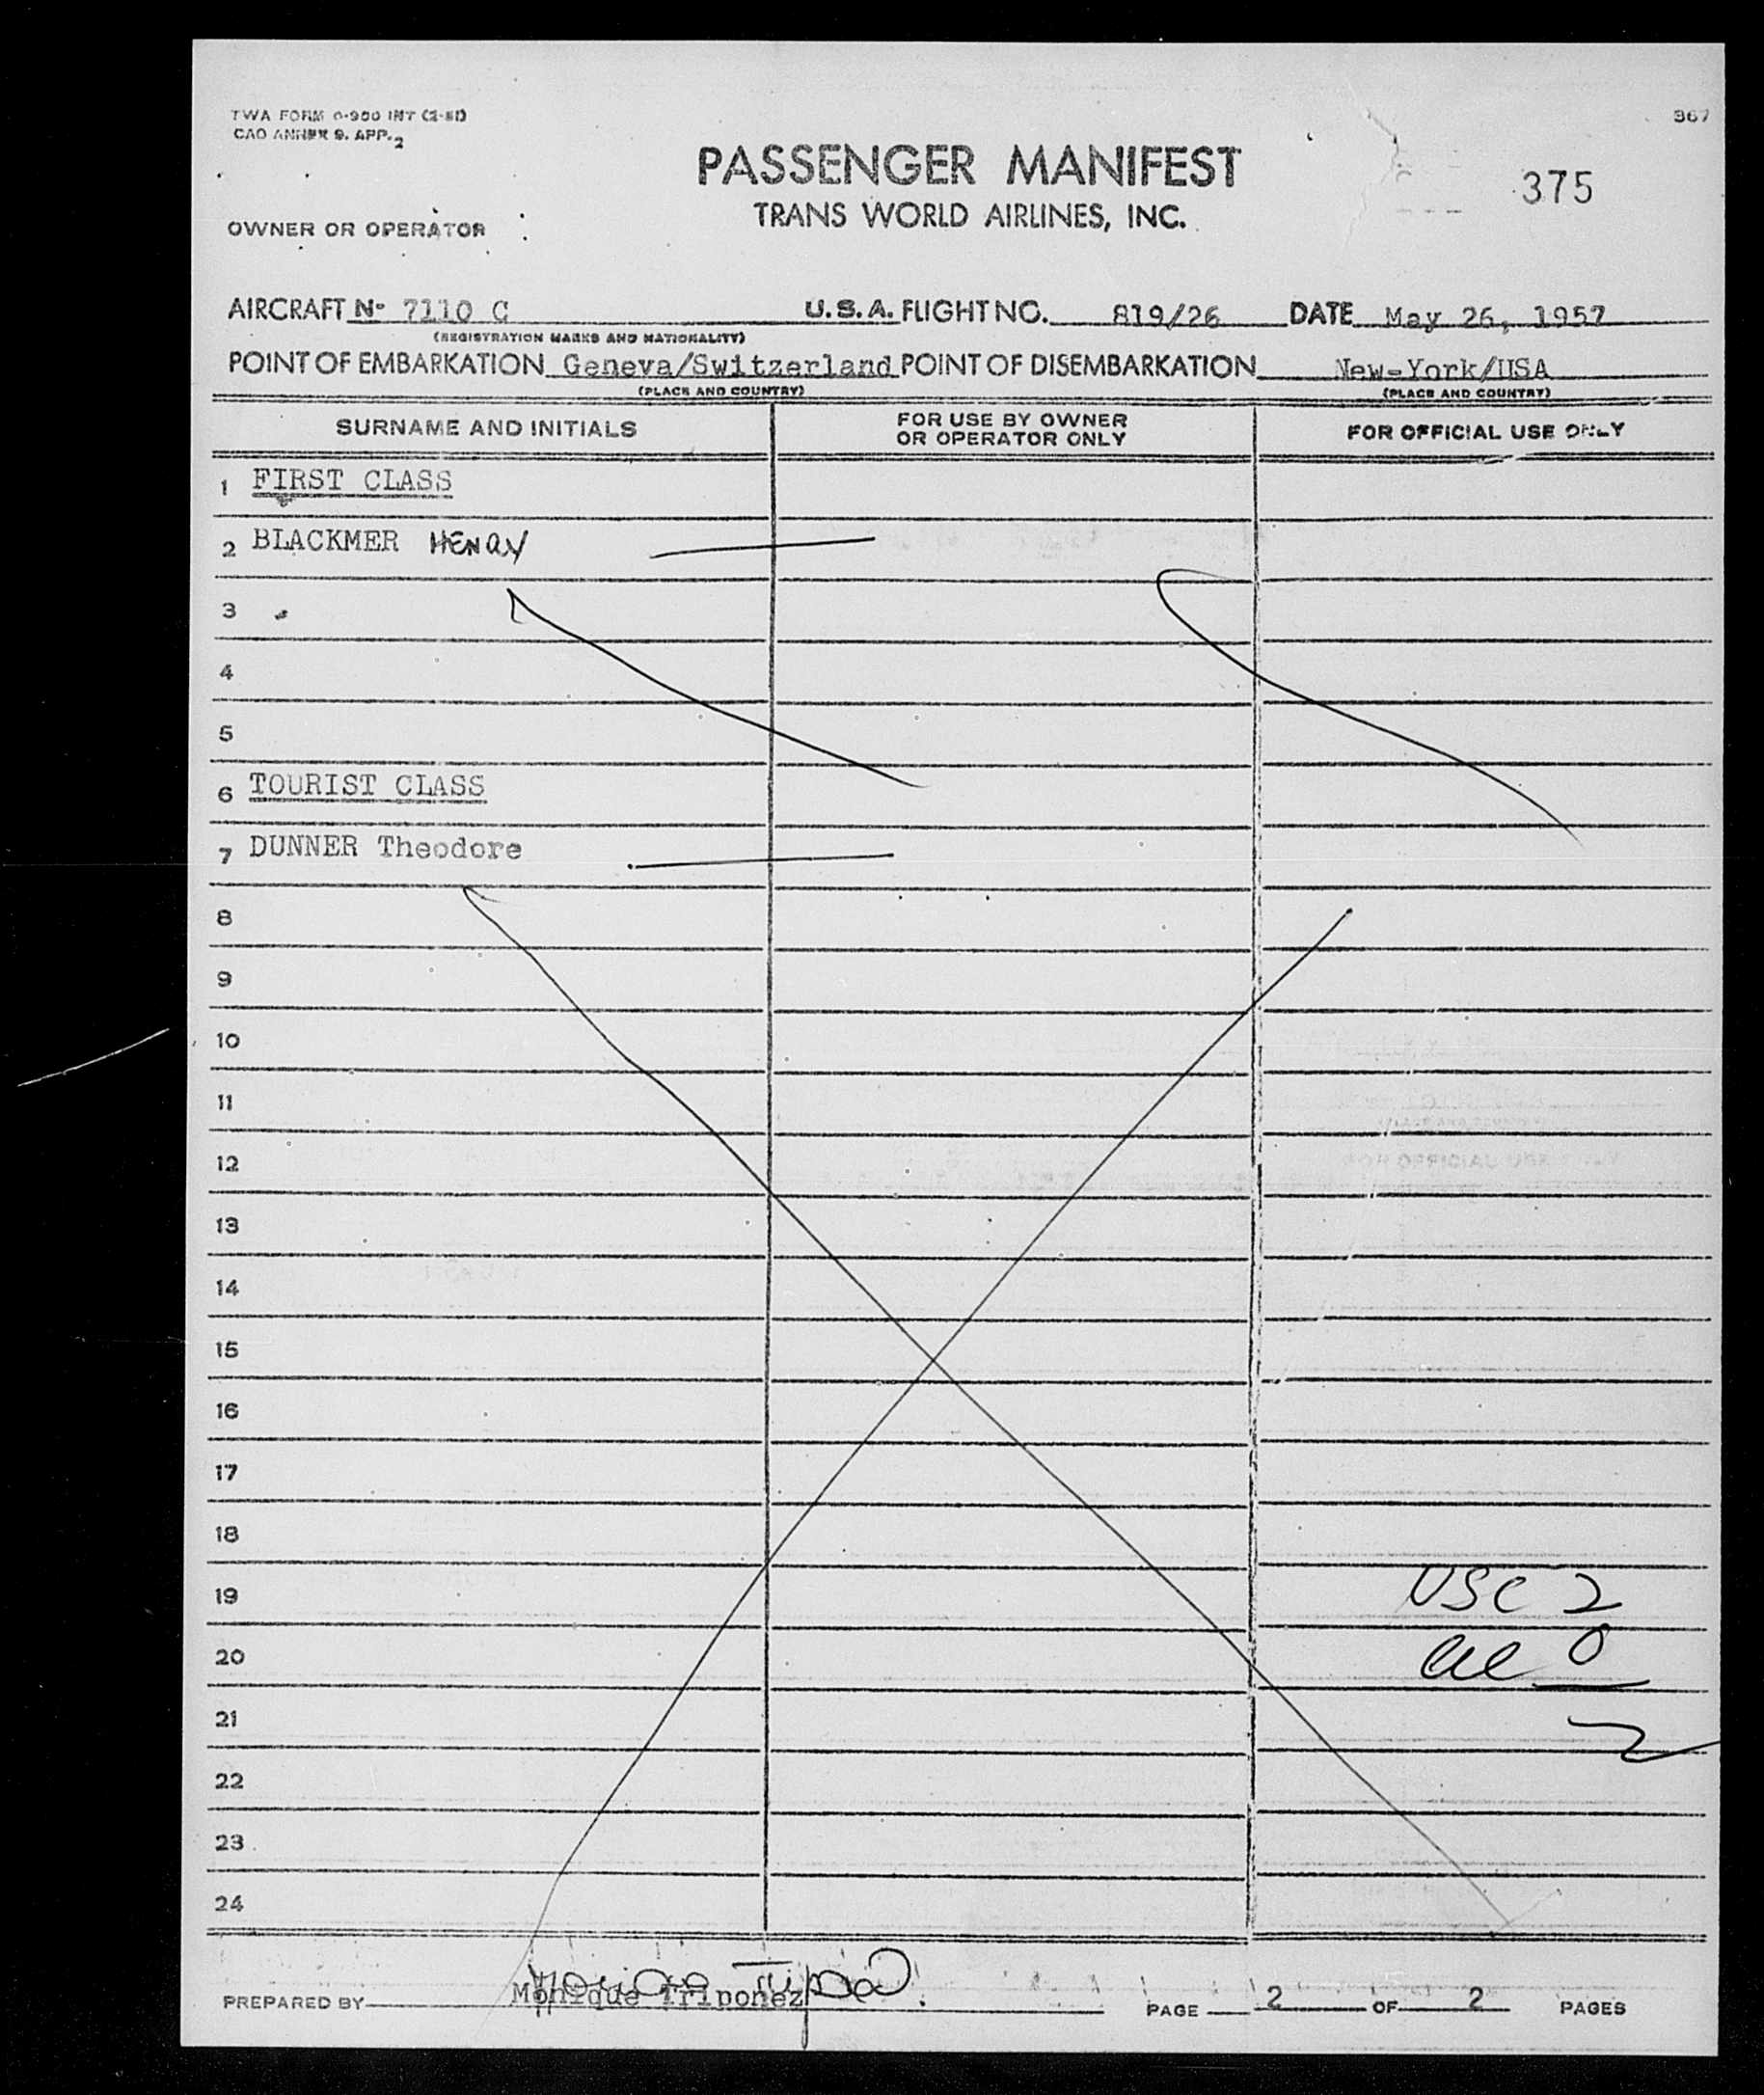 TWA FORM 0-900 INT (2-51)
367
CAO ANNEX 9. APP. 2
PASSENGER MANIFEST
375
TRANS WORLD AIRLINES, INC.
OWNER OR OPERATOR
AIRCRAFT No 7110 C U.S.A. FLIGHT NO. 819/26 DATE May 26, 1957
(REGISTRATION MARKS AND NATIONALITY)
POINT OF EMBARKATION Geneva/Switzerland POINT OF DISEMBARKATION New-York/USA
(PLACE AND COUNTRY) (PLACE AND COUNTRY)
SURNAME AND INITIALS FOR USE BY OWNER OR OPERATOR ONLY FOR OFFICIAL USE ONLY
1 FIRST CLASS
2 BLACKMER HENRY
3
4
5
6 TOURIST CLASS
7 DUNNER Theodore
8
9
10
11
12
13
14
15
16
17
18
19 USC 2
20 al 0
21 2
22
23
24
PREPARED BY Monique Triponez PAGE 2 OF 2 PAGES